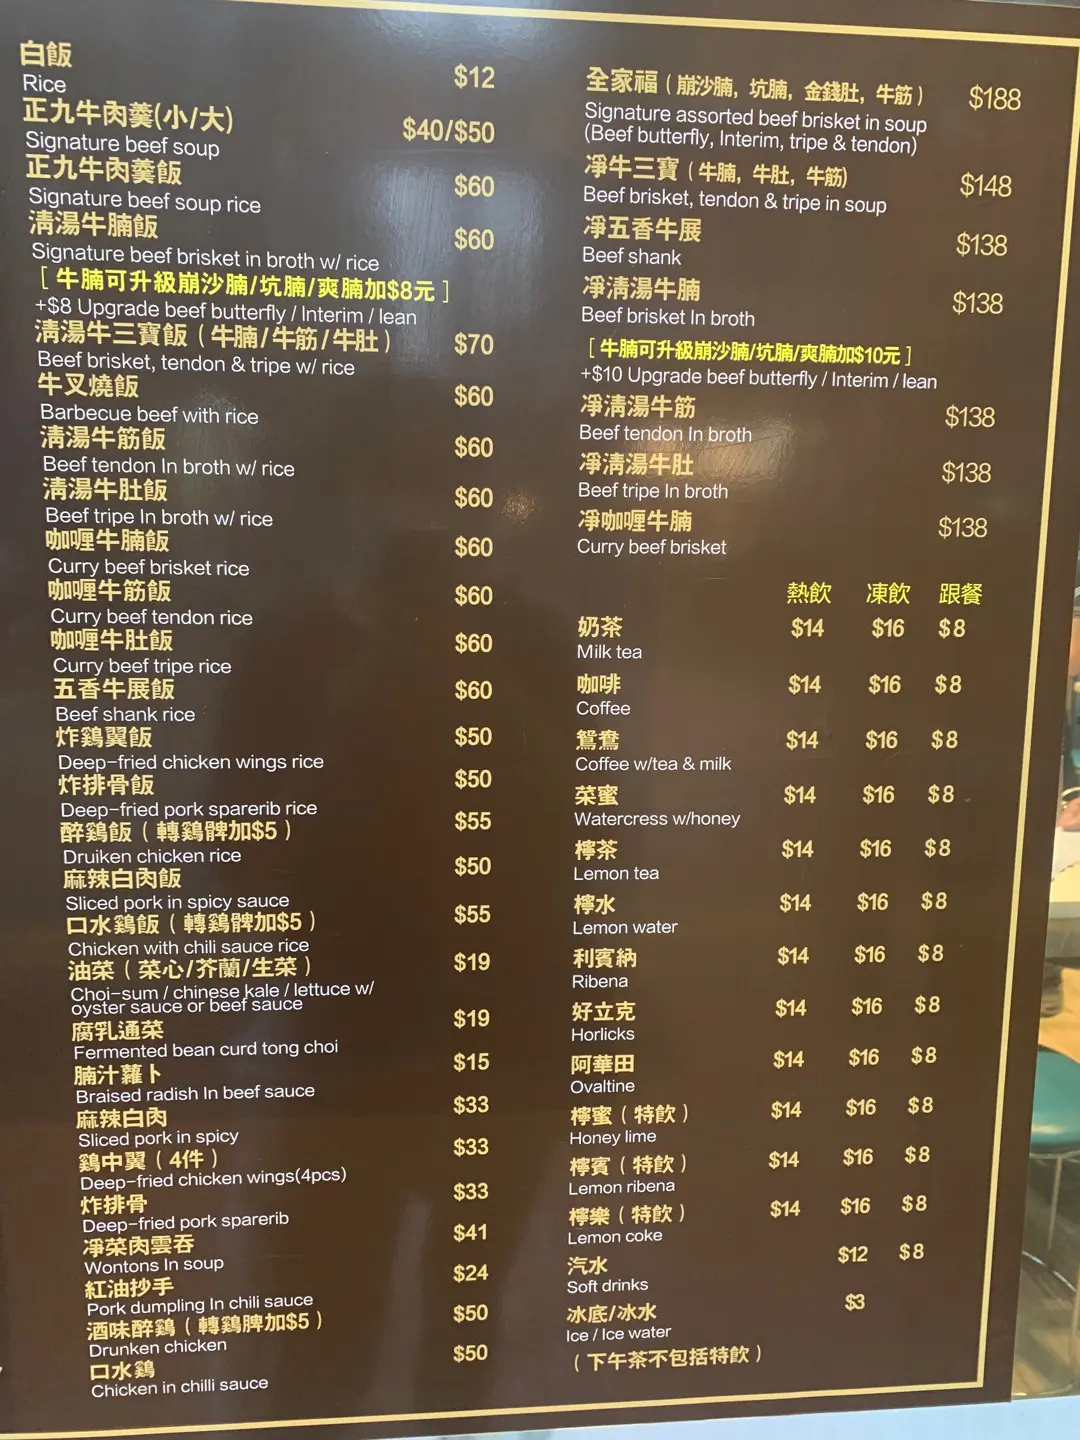 白飯 $12
Rice
正九牛肉羹(小/大) $40/$50
Signature beef soup
正九牛肉羹飯 $60
Signature beef soup rice
清湯牛腩飯 $60
Signature beef brisket in broth w/ rice
[ 牛腩可升級崩沙腩/坑腩/爽腩加$8元 ]
+$8 Upgrade beef butterfly / Interim / lean
清湯牛三寶飯 ( 牛腩/牛筋/牛肚 ) $70
Beef brisket, tendon & tripe w/ rice
牛叉燒飯 $60
Barbecue beef with rice
清湯牛筋飯 $60
Beef tendon In broth w/ rice
清湯牛肚飯 $60
Beef tripe In broth w/ rice
咖喱牛腩飯 $60
Curry beef brisket rice
咖喱牛筋飯 $60
Curry beef tendon rice
咖喱牛肚飯 $60
Curry beef tripe rice
五香牛展飯 $60
Beef shank rice
炸鷄翼飯 $50
Deep-fried chicken wings rice
炸排骨飯 $50
Deep-fried pork sparerib rice
醉鷄飯 ( 轉鷄髀加$5 ) $55
Druiken chicken rice
麻辣白肉飯 $50
Sliced pork in spicy sauce
口水鷄飯 ( 轉鷄髀加$5 ) $55
Chicken with chili sauce rice
油菜 ( 菜心/芥蘭/生菜 ) $19
Choi-sum / chinese kale / lettuce w/
oyster sauce or beef sauce
腐乳通菜 $19
Fermented bean curd tong choi
腩汁蘿卜 $15
Braised radish In beef sauce
麻辣白肉 $33
Sliced pork in spicy
鷄中翼 ( 4件 ) $33
Deep-fried chicken wings(4pcs)
炸排骨 $33
Deep-fried pork sparerib
凈菜肉雲吞 $41
Wontons In soup
紅油抄手 $24
Pork dumpling In chili sauce
酒味醉鷄 ( 轉鷄脾加$5 ) $50
Drunken chicken
口水鷄 $50
Chicken in chilli sauce
全家福 ( 崩沙腩, 坑腩, 金錢肚, 牛筋 ) $188
Signature assorted beef brisket in soup
(Beef butterfly, Interim, tripe & tendon)
凈牛三寶 ( 牛腩, 牛肚, 牛筋) $148
Beef brisket, tendon & tripe in soup
凈五香牛展 $138
Beef shank
凈清湯牛腩 $138
Beef brisket In broth
[ 牛腩可升級崩沙腩/坑腩/爽腩加$10元 ]
+$10 Upgrade beef butterfly / Interim / lean
凈清湯牛筋 $138
Beef tendon In broth
凈清湯牛肚 $138
Beef tripe In broth
凈咖喱牛腩 $138
Curry beef brisket
熱飲 凍飲 跟餐
奶茶 $14 $16 $8
Milk tea
咖啡 $14 $16 $8
Coffee
鴛鴦 $14 $16 $8
Coffee w/tea & milk
菜蜜 $14 $16 $8
Watercress w/honey
檸茶 $14 $16 $8
Lemon tea
檸水 $14 $16 $8
Lemon water
利賓納 $14 $16 $8
Ribena
好立克 $14 $16 $8
Horlicks
阿華田 $14 $16 $8
Ovaltine
檸蜜 ( 特飲 ) $14 $16 $8
Honey lime
檸賓 ( 特飲 ) $14 $16 $8
Lemon ribena
檸樂 ( 特飲 ) $14 $16 $8
Lemon coke
汽水 $12 $8
Soft drinks
冰底/冰水 $3
Ice / Ice water
( 下午茶不包括特飲 )